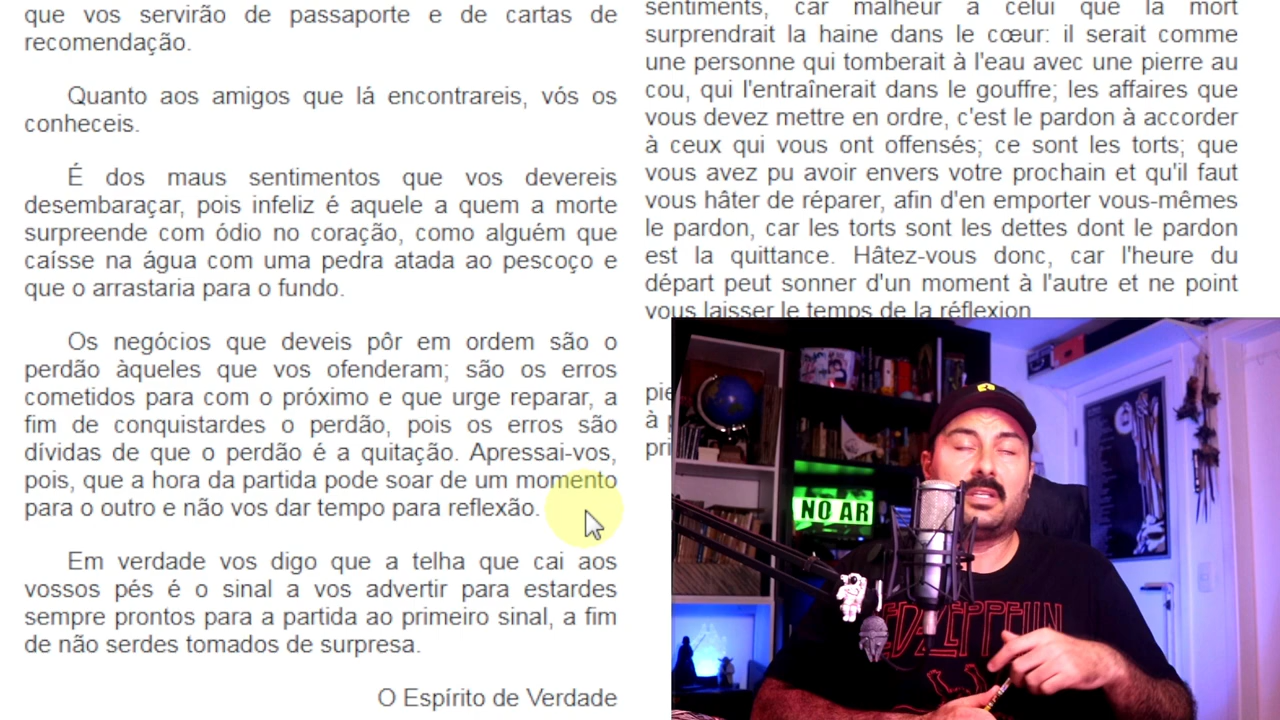 que vos servirão de passaporte e de cartas de
recomendação.
Quanto aos amigos que lá encontrareis, vós os
conheceis.
É dos maus sentimentos que vos devereis
desembaraçar, pois infeliz é aquele a quem a morte
surpreende com ódio no coração, como alguém que
caísse na água com uma pedra atada ao pescoço e
que o arrastaria para o fundo.
Os negócios que deveis pôr em ordem são o
perdão àqueles que vos ofenderam; são os erros
cometidos para com o próximo e que urge reparar, a
fim de conquistardes o perdão, pois os erros são
dívidas de que o perdão é a quitação. Apressai-vos,
pois, que a hora da partida pode soar de um momento
para o outro e não vos dar tempo para reflexão.
Em verdade vos digo que a telha que cai aos
vossos pés é o sinal a vos advertir para estardes
sempre prontos para a partida ao primeiro sinal, a fim
de não serdes tomados de surpresa.
O Espírito de Verdade
sentiments, car malheur à celui que la mort
surprendrait la haine dans le cœur: il serait comme
une personne qui tomberait à l'eau avec une pierre au
cou, qui l'entraînerait dans le gouffre; les affaires que
vous devez mettre en ordre, c'est le pardon à accorder
à ceux qui vous ont offensés; ce sont les torts; que
vous avez pu avoir envers votre prochain et qu'il faut
vous hâter de réparer, afin d'en emporter vous-mêmes
le pardon, car les torts sont les dettes dont le pardon
est la quittance. Hâtez-vous donc, car l'heure du
départ peut sonner d'un moment à l'autre et ne point
vous laisser le temps de la réflexion
pie
à
pri
NO AR
LED ZEPPELIN